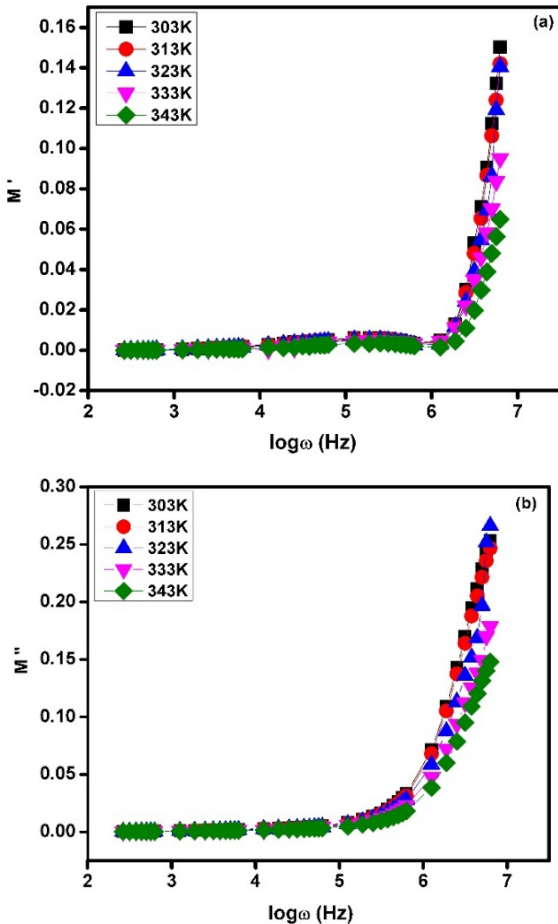 (a)
303K
313K
323K
333K
343K
0.16
0.14
0.12
0.10
0.08
0.06
0.04
0.02
0.00
-0.02
M '
2 3 4 5 6 7
logω (Hz)
(b)
303K
313K
323K
333K
343K
0.30
0.25
0.20
0.15
0.10
0.05
0.00
M "
2 3 4 5 6 7
logω (Hz)